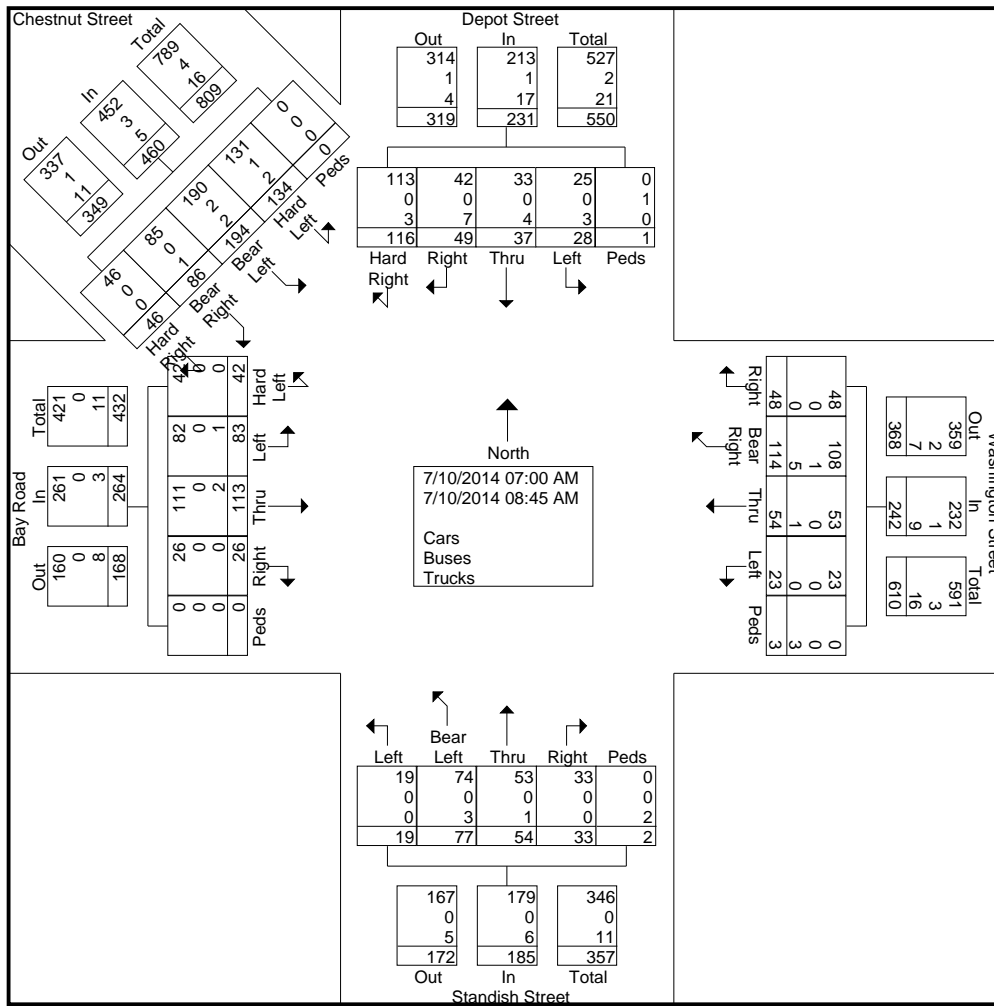 Chestnut Street
Out In Total
337 452 789
1 3 4
11 5 16
349 460 809
46 85 190 131 0
0 0 2 1 0
0 1 2 2 0
46 86 194 134 0
Hard Right
Bear Right
Bear Left
Hard Left
Peds
Depot Street
Out In Total
314 213 527
1 1 2
4 17 21
319 231 550
113 42 33 25 0
0 0 0 0 1
3 7 4 3 0
116 49 37 28 1
Hard Right
Right
Thru
Left
Peds
Bay Road
Out In Total
160 261 421
0 0 0
8 3 11
168 264 432
0 26 111 82 42
0 0 0 0 0
0 0 2 1 0
0 26 113 83 42
Peds
Right
Thru
Left
Hard Left
North
7/10/2014 07:00 AM
7/10/2014 08:45 AM
Cars
Buses
Trucks
Washington Street
Out In Total
359 232 591
2 1 3
7 9 16
368 242 610
48 108 53 23 0
0 1 0 0 0
0 5 1 0 3
48 114 54 23 3
Right
Bear Right
Thru
Left
Peds
Left
Bear Left
Thru
Right
Peds
19 74 53 33 0
0 0 0 0 0
0 3 1 0 2
19 77 54 33 2
167 179 346
0 0 0
5 6 11
172 185 357
Out In Total
Standish Street